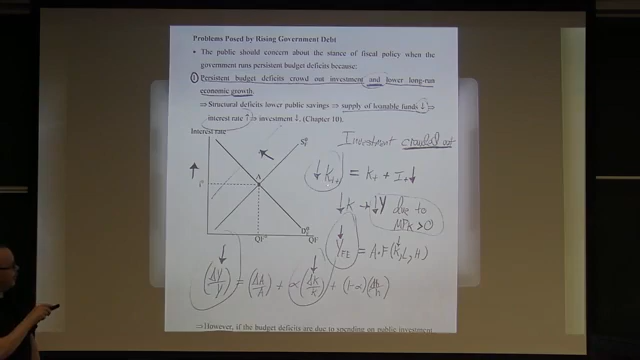 Problems Posed by Rising Government Debt
• The public should concern about the stance of fiscal policy when the
government runs persistent budget deficits because:
① Persistent budget deficits crowd out investment and lower long-run
economic growth.
⇒ Structural deficits lower public savings ⇒ supply of loanable funds ↓ ⇒
interest rate ↑ ⇒ investment ↓. (Chapter 10)
Interest rate
A
QF
Investment crowded out
↓ K = K + I ↓
↓K → ↓Y due to
MPK > 0
Y_FE = A·F(K, L, H)
(ΔY/Y) = (ΔA/A) + α(ΔK/K) + (1-α)
⇒ However, if the budget deficits are due to spending on public investment